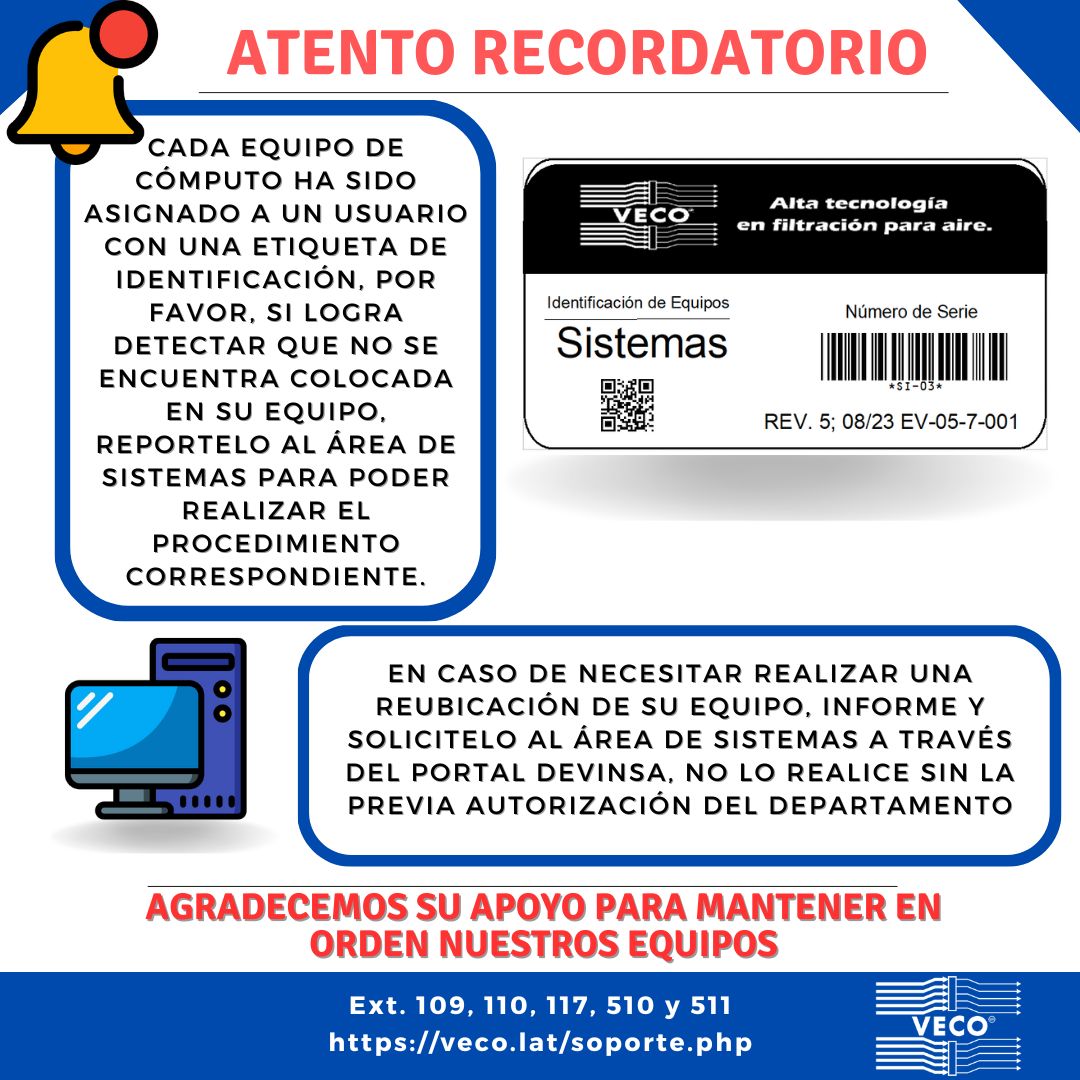 ATENTO RECORDATORIO
CADA EQUIPO DE
CÓMPUTO HA SIDO
ASIGNADO A UN USUARIO
CON UNA ETIQUETA DE
IDENTIFICACIÓN, POR
FAVOR, SI LOGRA
DETECTAR QUE NO SE
ENCUENTRA COLOCADA
EN SU EQUIPO,
REPORTELO AL ÁREA DE
SISTEMAS PARA PODER
REALIZAR EL
PROCEDIMIENTO
CORRESPONDIENTE.
VECO
Alta tecnología
en filtración para aire.
Identificación de Equipos
Sistemas
Número de Serie
*SI-03*
REV. 5; 08/23 EV-05-7-001
EN CASO DE NECESITAR REALIZAR UNA
REUBICACIÓN DE SU EQUIPO, INFORME Y
SOLICITELO AL ÁREA DE SISTEMAS A TRAVÉS
DEL PORTAL DEVINSA, NO LO REALICE SIN LA
PREVIA AUTORIZACIÓN DEL DEPARTAMENTO
AGRADECEMOS SU APOYO PARA MANTENER EN
ORDEN NUESTROS EQUIPOS
Ext. 109, 110, 117, 510 y 511
https://veco.lat/soporte.php
VECO®